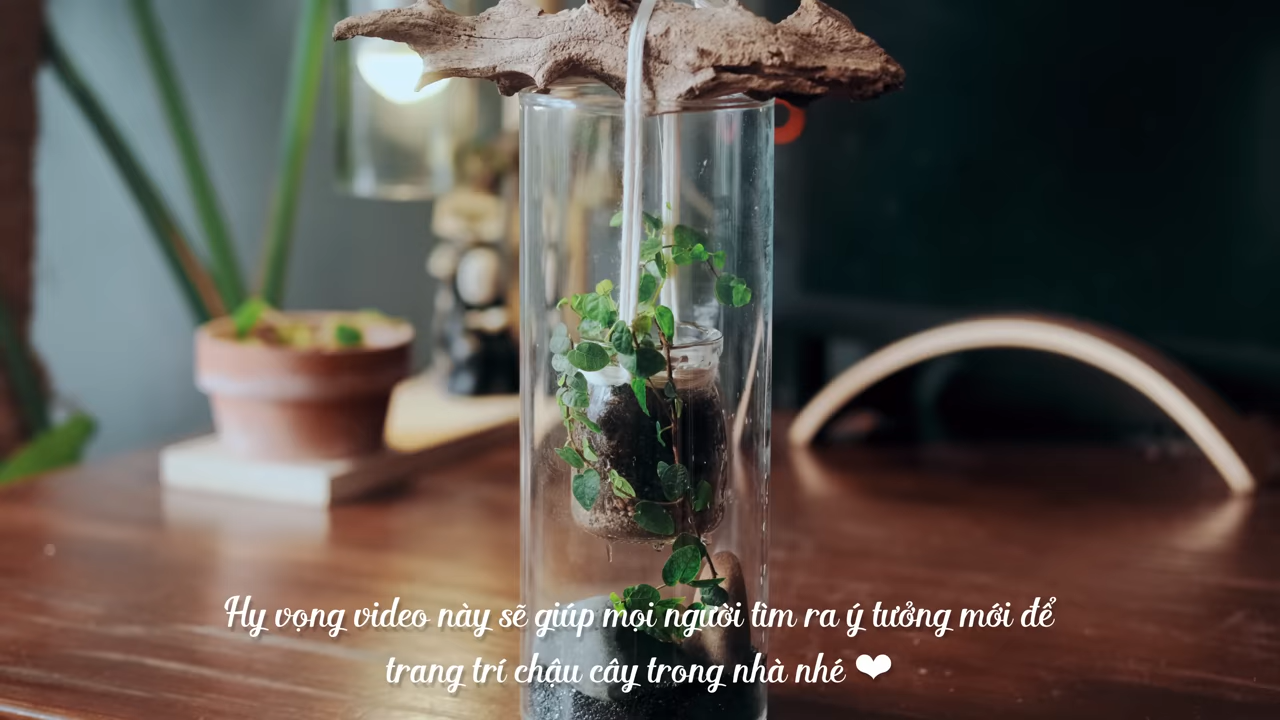 Hy vọng video này sẽ giúp mọi người tìm ra ý tưởng mới để
trang trí chậu cây trong nhà nhé ❤